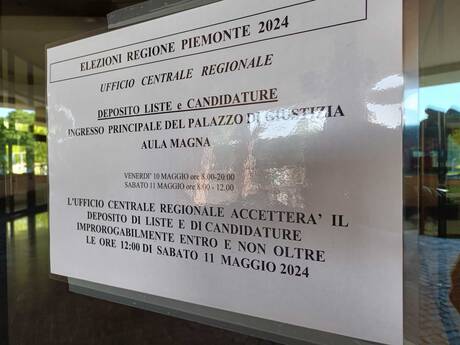 ELEZIONI REGIONE PIEMONTE 2024
UFFICIO CENTRALE REGIONALE
DEPOSITO LISTE e CANDIDATURE
INGRESSO PRINCIPALE DEL PALAZZO DI GIUSTIZIA
AULA MAGNA
VENERDI' 10 MAGGIO ore 8.00-20.00
SABATO 11 MAGGIO ore 8.00 - 12.00
L'UFFICIO CENTRALE REGIONALE ACCETTERA' IL
DEPOSITO DI LISTE E DI CANDIDATURE
IMPROROGABILMENTE ENTRO E NON OLTRE
LE ORE 12:00 DI SABATO 11 MAGGIO 2024